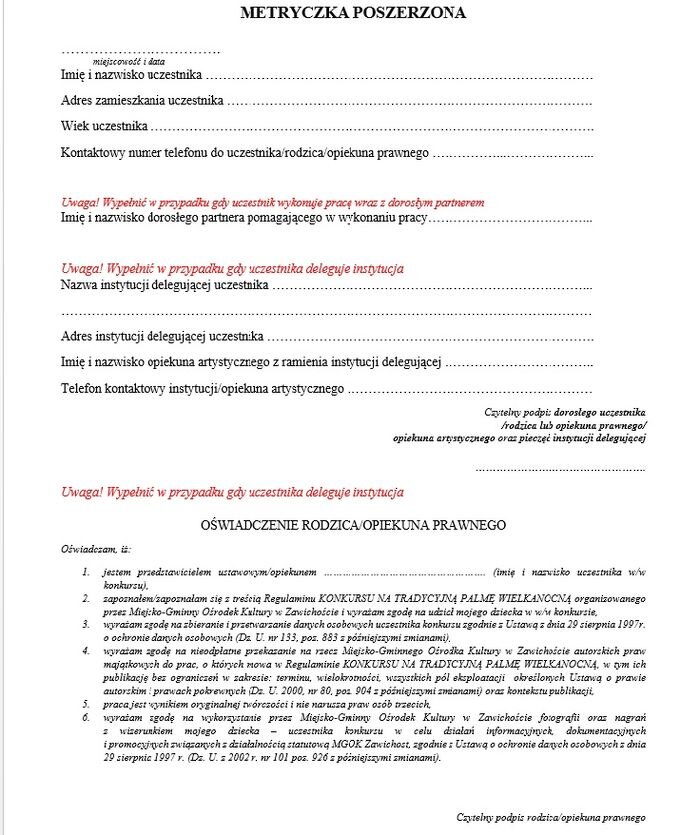 METRYCZKA POSZERZONA
……………………………
miejscowość i data
Imię i nazwisko uczestnika ……………………………………………………………………
Adres zamieszkania uczestnika ………………………………………………………………
Wiek uczestnika ………………………………………………………………………………
Kontaktowy numer telefonu do uczestnika/rodzica/opiekuna prawnego …………………………
Uwaga! Wypełnić w przypadku gdy uczestnik wykonuje pracę wraz z dorosłym partnerem
Imię i nazwisko dorosłego partnera pomagającego w wykonaniu pracy…………………………
Uwaga! Wypełnić w przypadku gdy uczestnika deleguje instytucja
Nazwa instytucji delegującej uczestnika ………………………………………………………
……………………………………………………………………………………………
Adres instytucji delegującej uczestnika ………………………………………………………
Imię i nazwisko opiekuna artystycznego z ramienia instytucji delegującej ………………………
Telefon kontaktowy instytucji/opiekuna artystycznego …………………………………………
Czytelny podpis dorosłego uczestnika
/rodzica lub opiekuna prawnego/
opiekuna artystycznego oraz pieczęć instytucji delegującej
……………………………………………
Uwaga! Wypełnić w przypadku gdy uczestnika deleguje instytucja
OŚWIADCZENIE RODZICA/OPIEKUNA PRAWNEGO
Oświadczam, iż:
1. jestem przedstawicielem ustawowym/opiekunem ………………………………………… (imię i nazwisko uczestnika w/w
konkursu),
2. zapoznałem/zapoznałam się z treścią Regulaminu KONKURSU NA TRADYCYJNĄ PALMĘ WIELKANOCNĄ organizowanego
przez Miejsko-Gminny Ośrodek Kultury w Zawichoście i wyrażam zgodę na udział mojego dziecka w w/w konkursie,
3. wyrażam zgodę na zbieranie i przetwarzanie danych osobowych uczestnika konkursu zgodnie z Ustawą z dnia 29 sierpnia 1997r.
o ochronie danych osobowych (Dz. U. nr 133, poz. 883 z późniejszymi zmianami),
4. wyrażam zgodę na nieodpłatne przekazanie na rzecz Miejsko-Gminnego Ośrodka Kultury w Zawichoście autorskich praw
majątkowych do prac, o których mowa w Regulaminie KONKURSU NA TRADYCYJNĄ PALMĘ WIELKANOCNĄ, w tym ich
publikację bez ograniczeń w zakresie: terminu, wielokrotności, wszystkich pól eksploatacji określonych Ustawą o prawie
autorskim i prawach pokrewnych (Dz. U. 2000, nr 80, poz. 904 z późniejszymi zmianami) oraz kontekstu publikacji,
5. praca jest wynikiem oryginalnej twórczości i nie narusza praw osób trzecich,
6. wyrażam zgodę na wykorzystanie przez Miejsko-Gminny Ośrodek Kultury w Zawichoście fotografii oraz nagrań
z wizerunkiem mojego dziecka – uczestnika konkursu w celu działań informacyjnych, dokumentacyjnych
i promocyjnych związanych z działalnością statutową MGOK Zawichost, zgodnie z Ustawą o ochronie danych osobowych z dnia
29 sierpnia 1997 r. (Dz. U. z 2002 r. nr 101 poz. 926 z późniejszymi zmianami).
Czytelny podpis rodzica/opiekuna prawnego